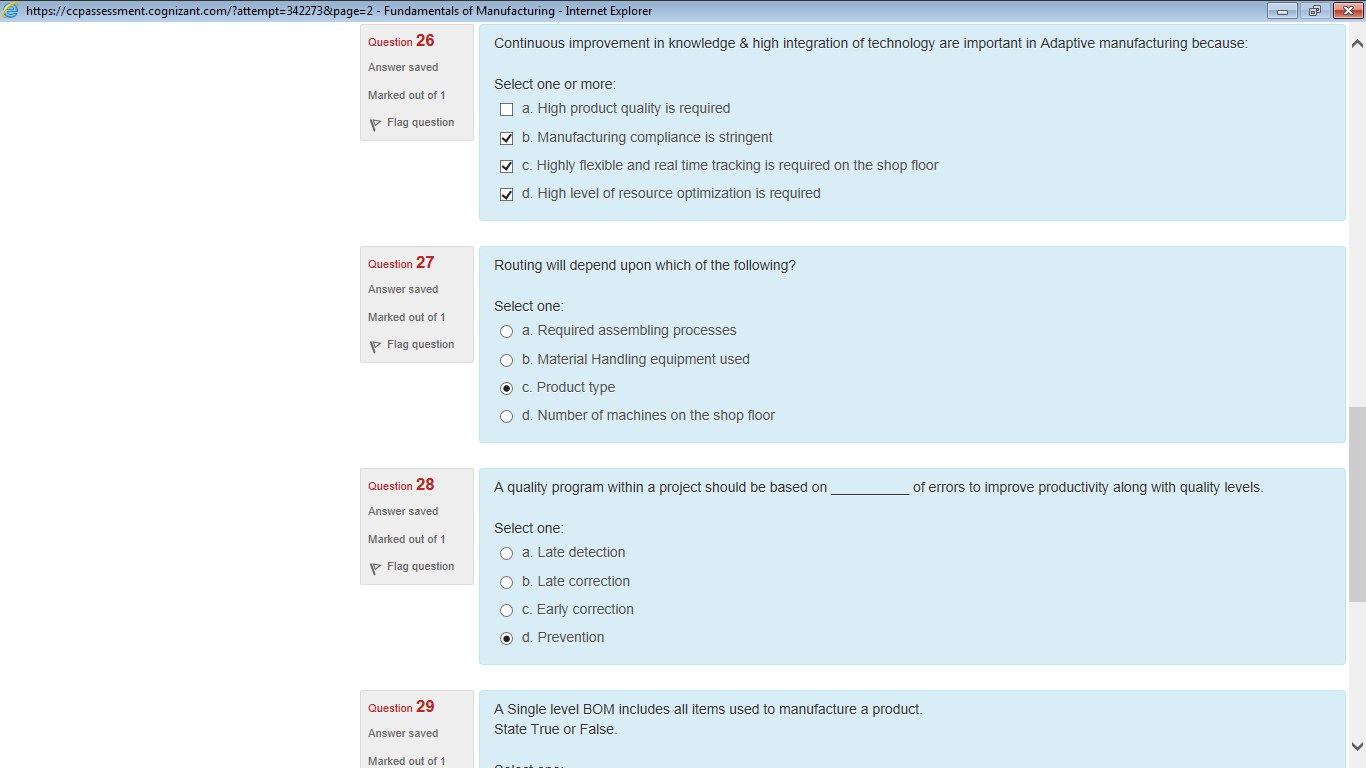 https://ccpassessment.cognizant.com/?attempt=342273&page=2 - Fundamentals of Manufacturing - Internet Explorer
Question 26
Answer saved
Marked out of 1
Flag question
Continuous improvement in knowledge & high integration of technology are important in Adaptive manufacturing because:
Select one or more:
a. High product quality is required
b. Manufacturing compliance is stringent
c. Highly flexible and real time tracking is required on the shop floor
d. High level of resource optimization is required
Question 27
Answer saved
Marked out of 1
Flag question
Routing will depend upon which of the following?
Select one:
a. Required assembling processes
b. Material Handling equipment used
c. Product type
d. Number of machines on the shop floor
Question 28
Answer saved
Marked out of 1
Flag question
A quality program within a project should be based on __________ of errors to improve productivity along with quality levels.
Select one:
a. Late detection
b. Late correction
c. Early correction
d. Prevention
Question 29
Answer saved
Marked out of 1
A Single level BOM includes all items used to manufacture a product.
State True or False.